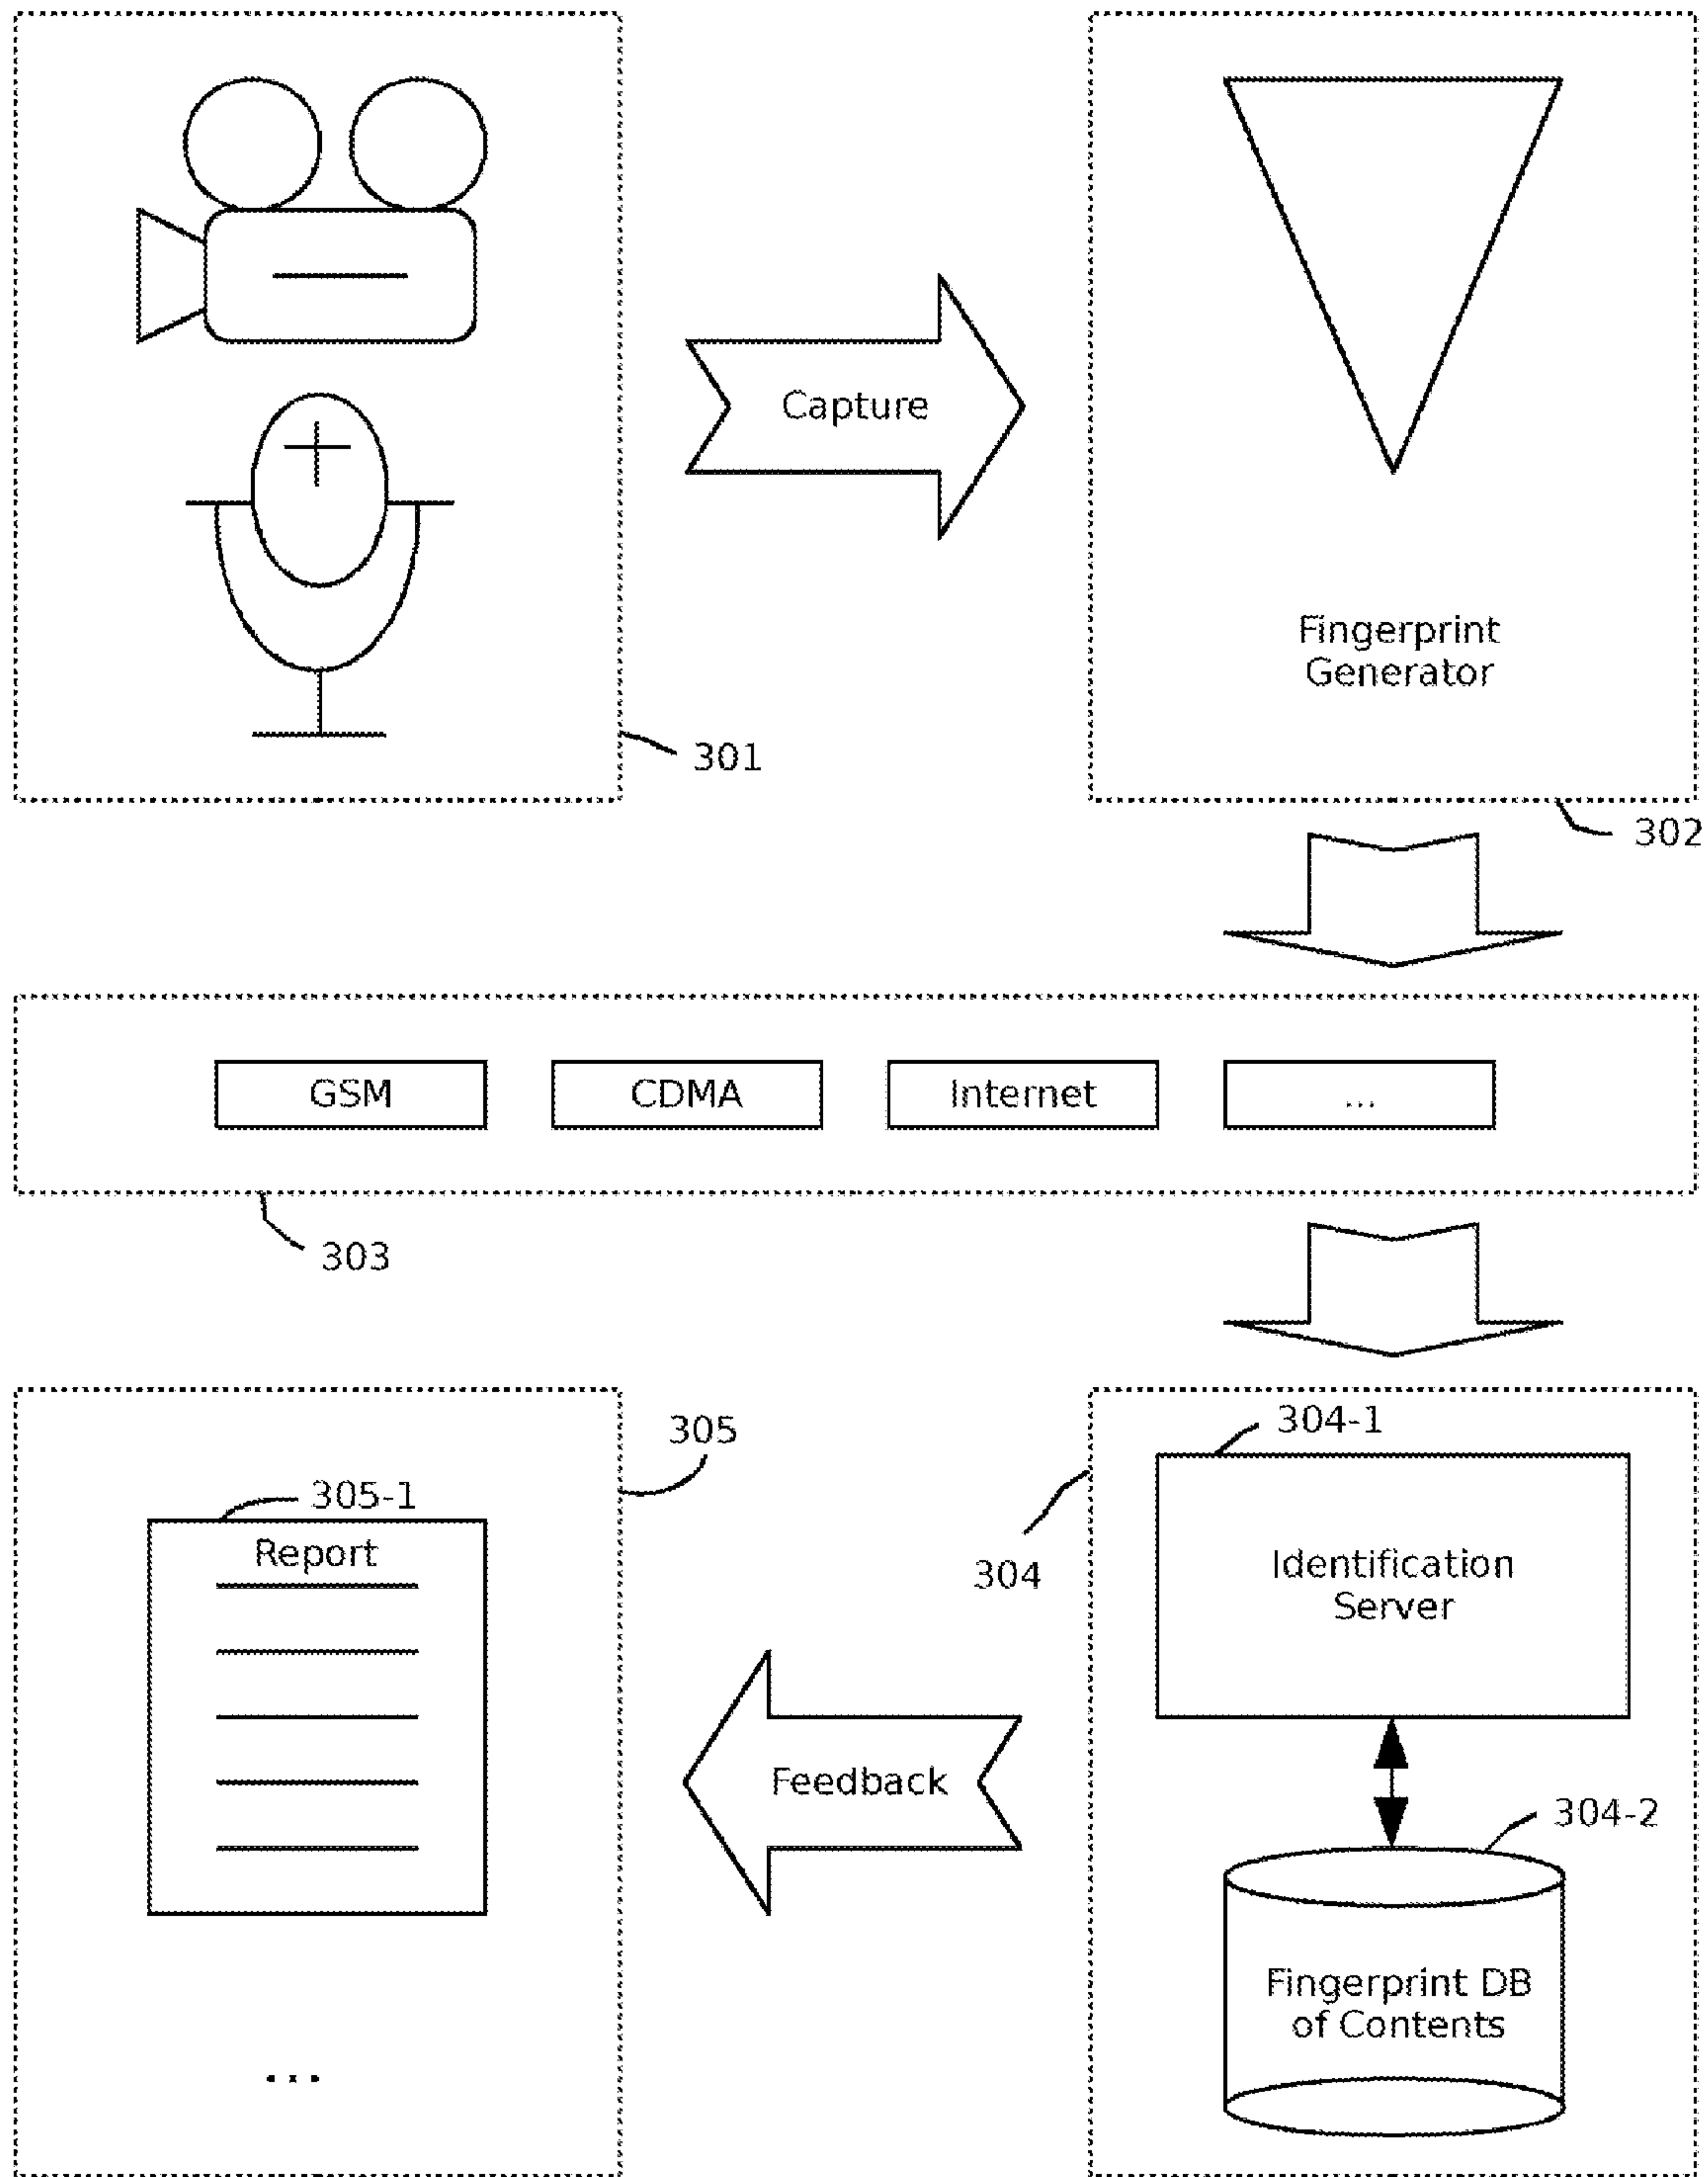 Capture
Fingerprint
Generator
301
302
GSM
CDMA
Internet
...
303
305
304-1
305-1
Report
304
Identification
Server
Feedback
304-2
Fingerprint DB
of Contents
...